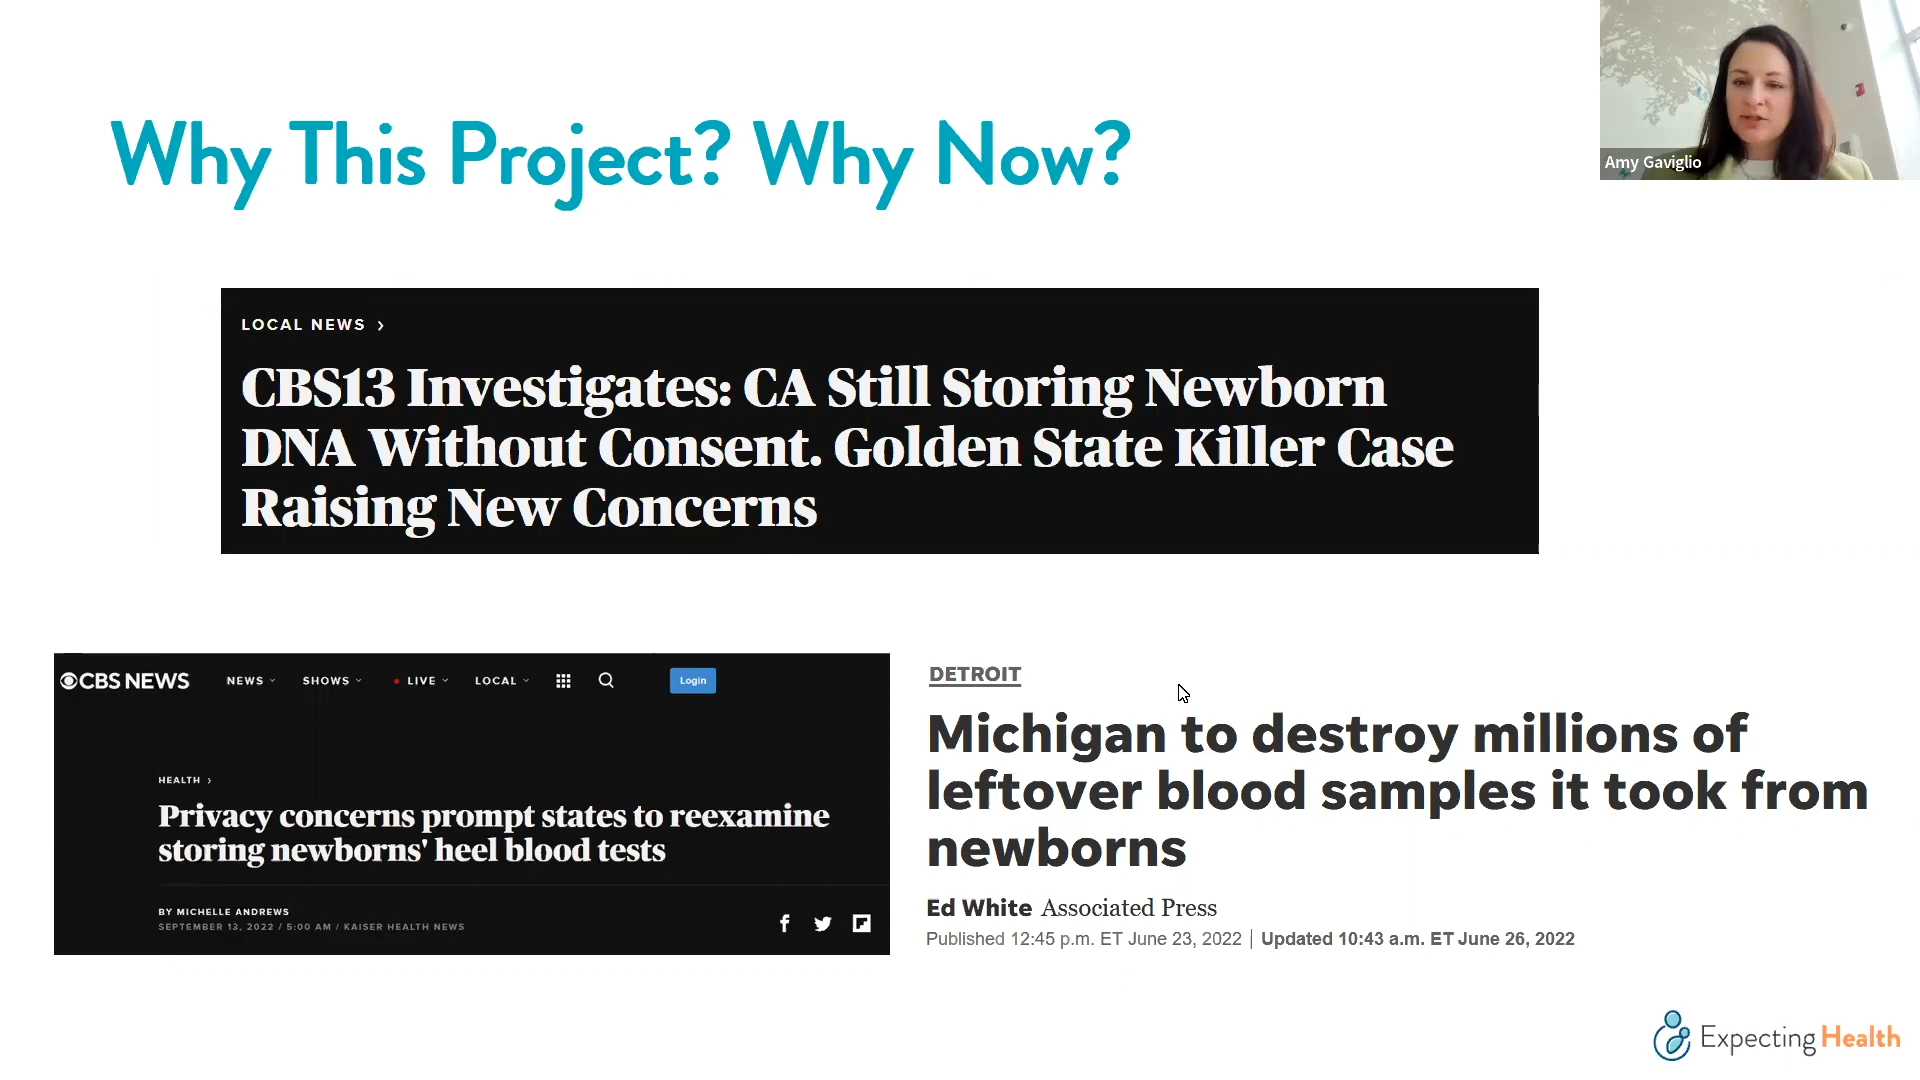 Why This Project? Why Now?
Amy Gaviglio
LOCAL NEWS ›
CBS13 Investigates: CA Still Storing Newborn
DNA Without Consent. Golden State Killer Case
Raising New Concerns
CBS NEWS NEWS SHOWS LIVE LOCAL Login
HEALTH ›
Privacy concerns prompt states to reexamine
storing newborns' heel blood tests
BY MICHELLE ANDREWS
SEPTEMBER 13, 2022 / 5:00 AM / KAISER HEALTH NEWS
DETROIT
Michigan to destroy millions of
leftover blood samples it took from
newborns
Ed White Associated Press
Published 12:45 p.m. ET June 23, 2022 | Updated 10:43 a.m. ET June 26, 2022
Expecting Health